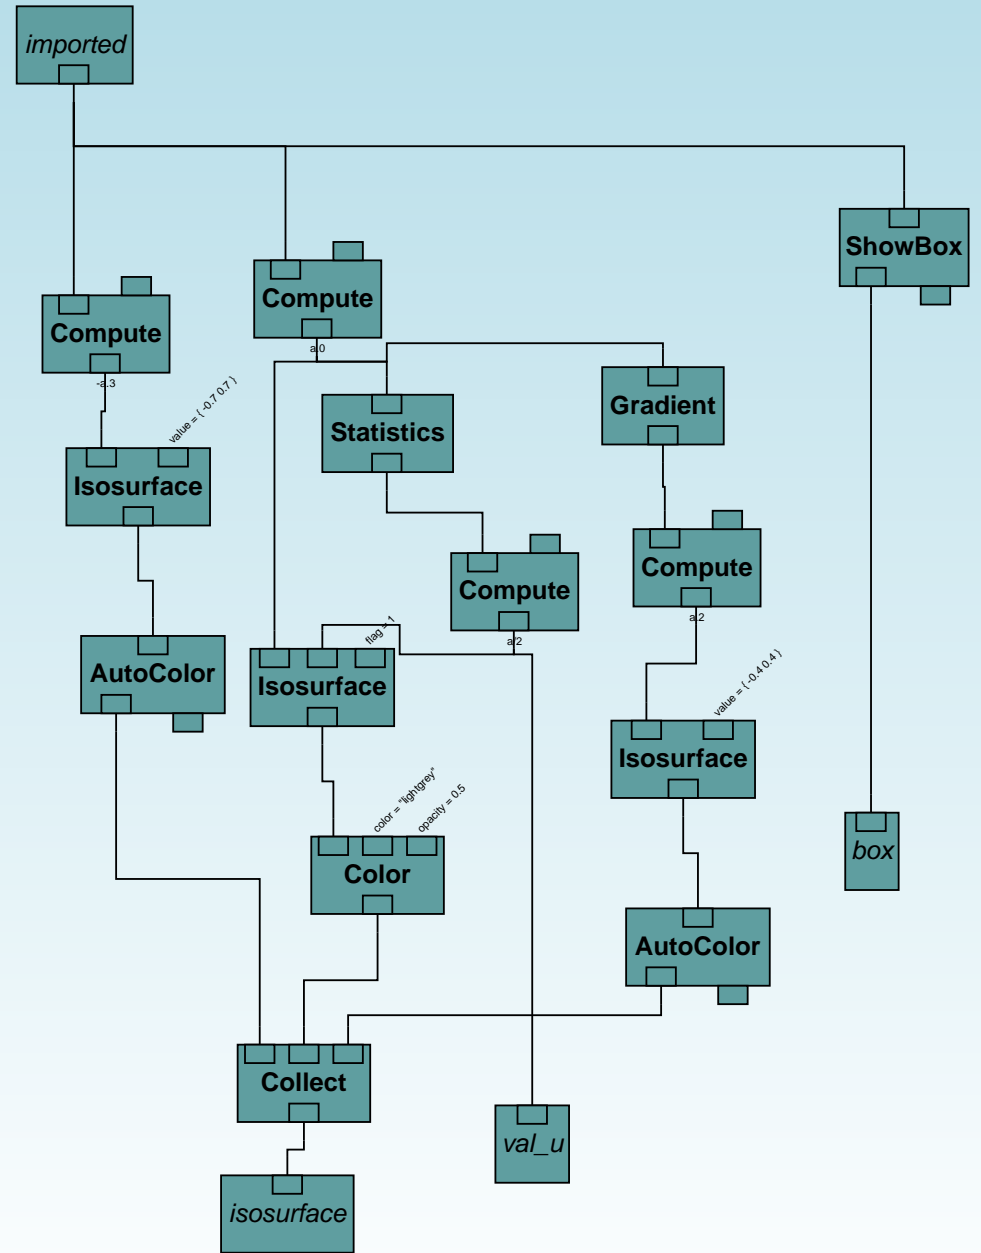 imported
ShowBox
Compute
Compute
a.0
-a.3
value = { -0.7 0.7 }
Gradient
Statistics
Isosurface
Compute
Compute
a/2
a.2
flag = 1
AutoColor
Isosurface
value = { -0.4 0.4 }
Isosurface
color = "lightgrey"
opacity = 0.5
box
Color
AutoColor
Collect
val_u
isosurface